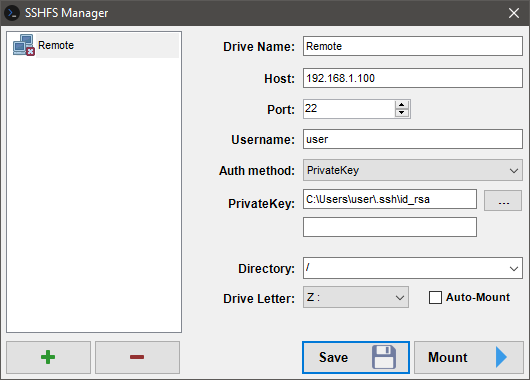 SSHFS Manager
Remote
Drive Name: Remote
Host: 192.168.1.100
Port: 22
Username: user
Auth method: PrivateKey
PrivateKey: C:\Users\user\.ssh\id_rsa ...
Directory: /
Drive Letter: Z : Auto-Mount
Save Mount